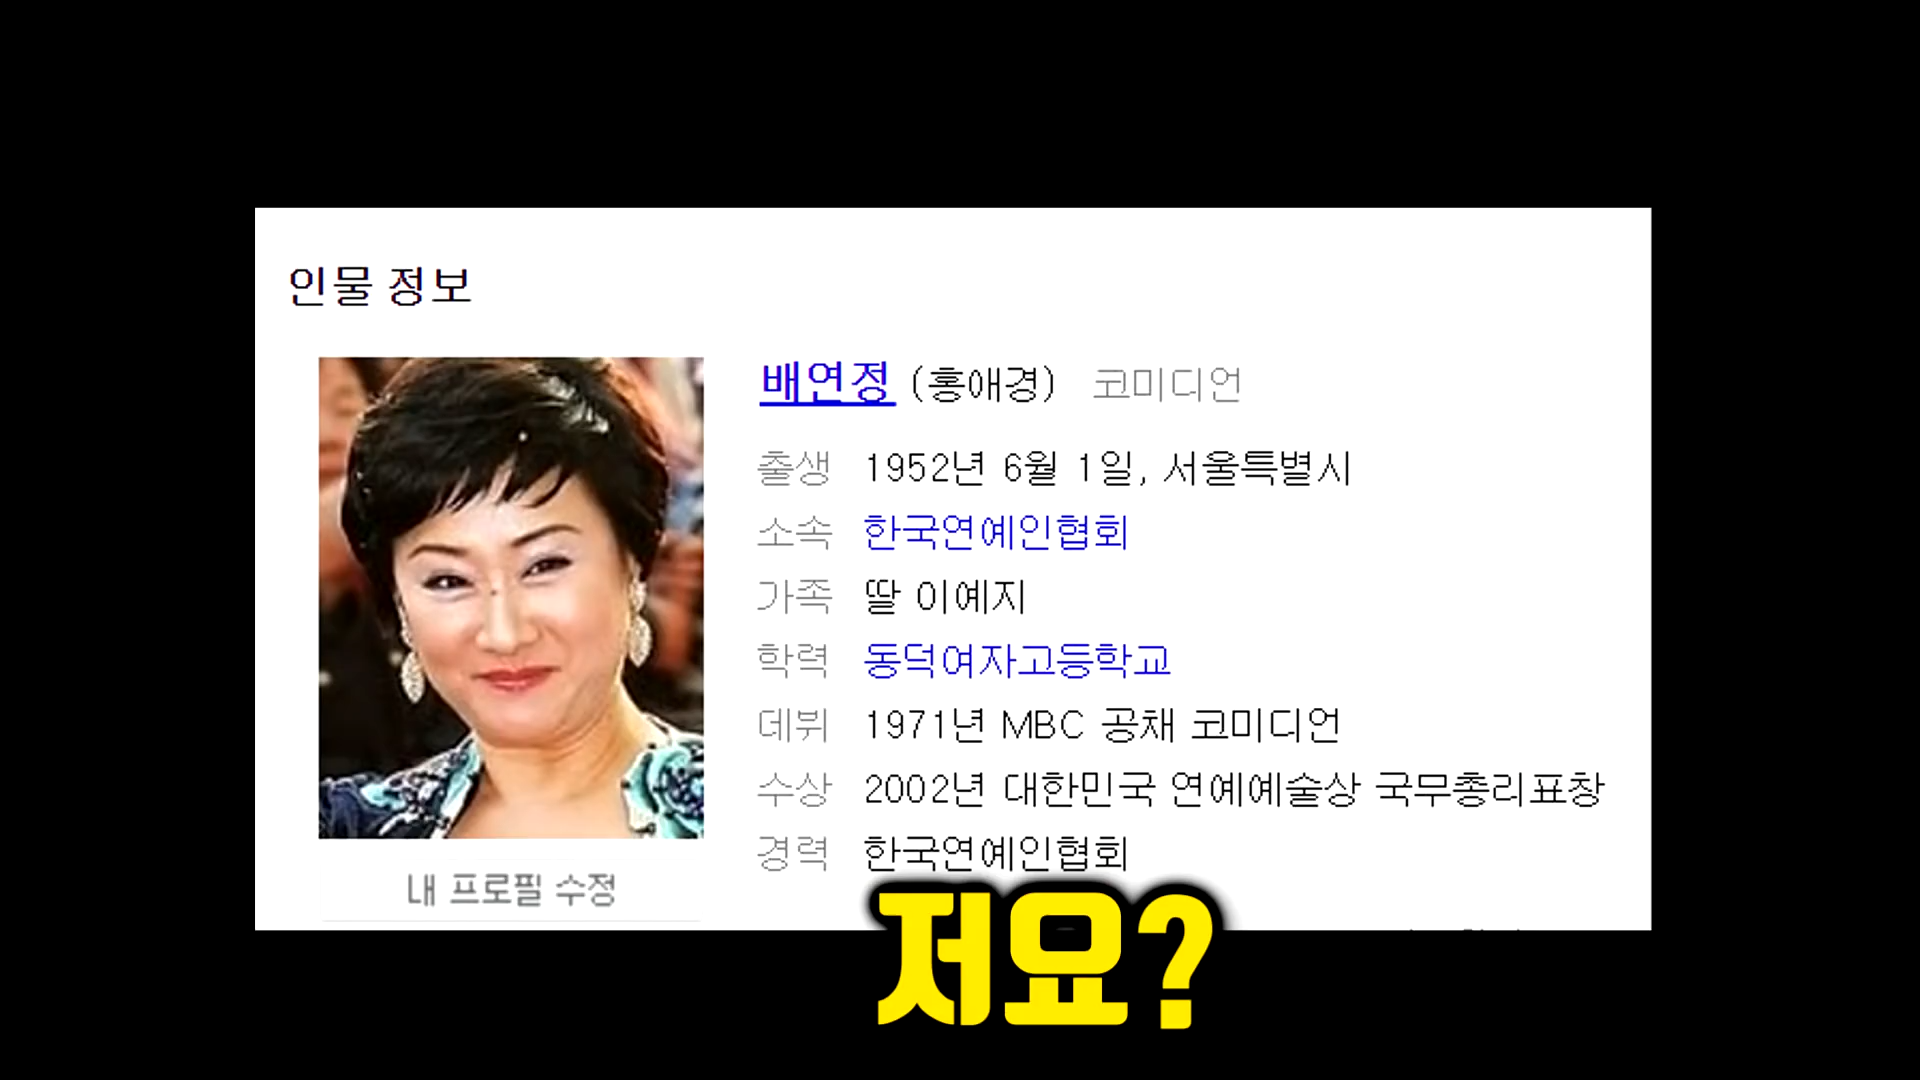 인물 정보
배연정 (홍애경) 코미디언
출생 1952년 6월 1일, 서울특별시
소속 한국연예인협회
가족 딸 이예지
학력 동덕여자고등학교
데뷔 1971년 MBC 공채 코미디언
수상 2002년 대한민국 연예예술상 국무총리표창
경력 한국연예인협회
내 프로필 수정
저요?